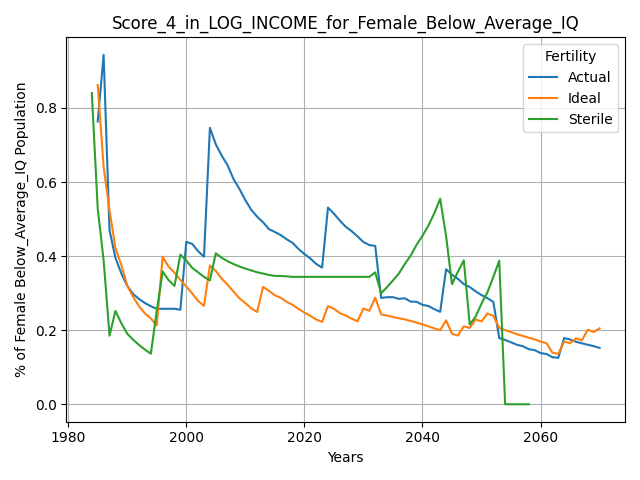 Score_4_in_LOG_INCOME_for_Female_Below_Average_IQ
% of Female Below_Average_IQ Population
0.8
0.6
0.4
0.2
0.0
Fertility
Actual
Ideal
Sterile
1980
2000
2020
2040
2060
Years